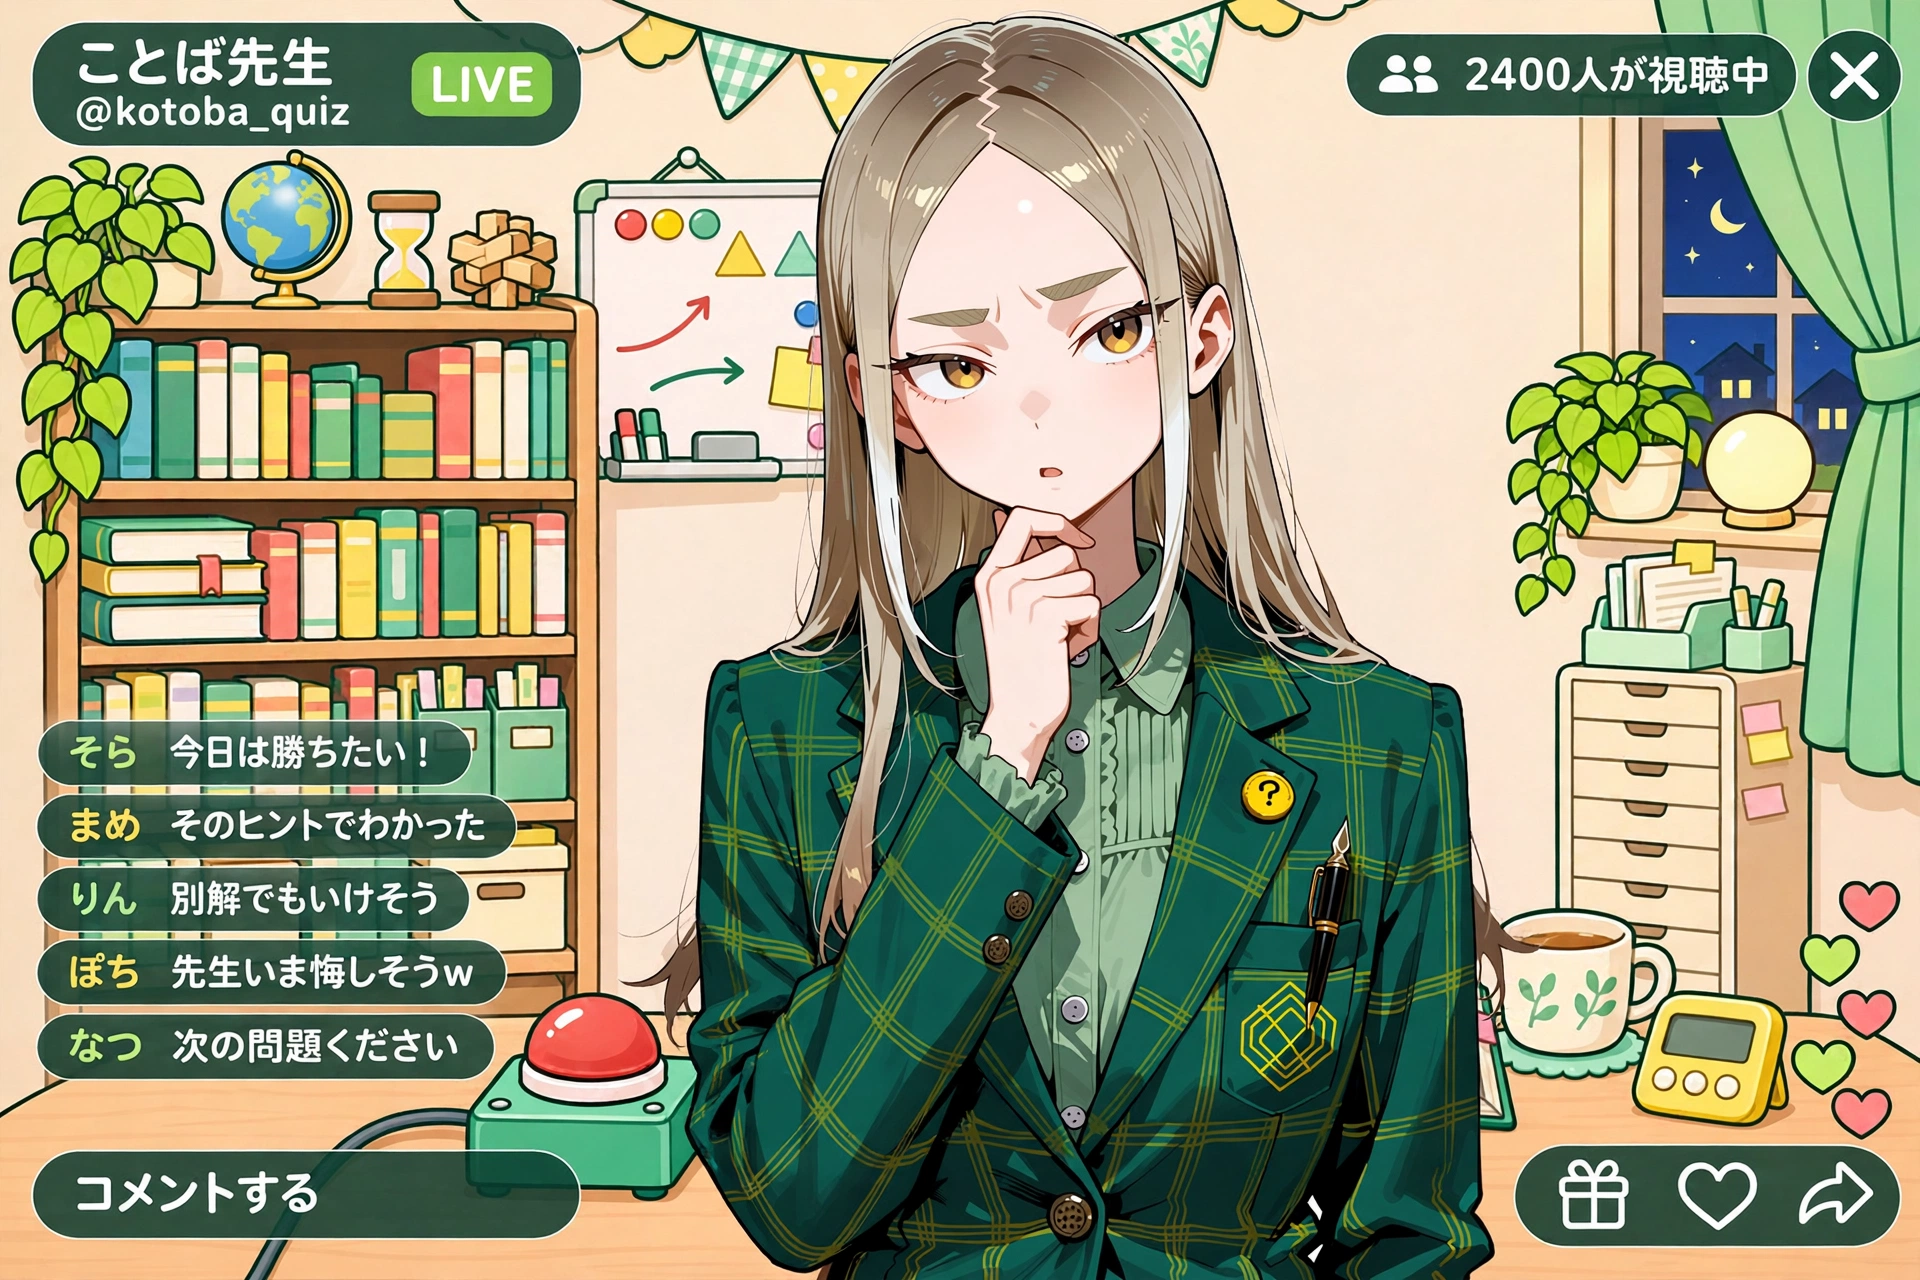 ことば先生
@kotoba_quiz
LIVE
2400人が視聴中
?
そら 今日は勝ちたい！
まめ そのヒントでわかった
りん 別解でもいけそう
ぽち 先生いま悔しそうw
なつ 次の問題ください
コメントする